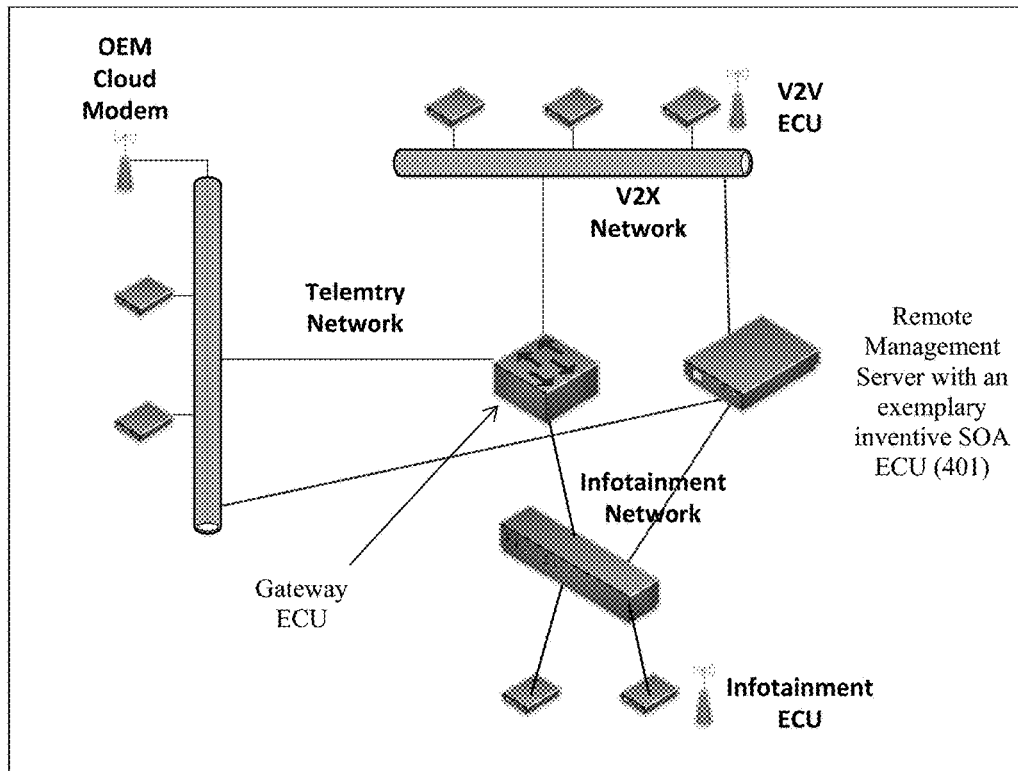 OEM
Cloud
Modem
V2V
ECU
V2X
Network
Telemtry
Network
Remote
Management
Server with an
exemplary
inventive SOA
ECU (401)
Infotainment
Network
Gateway
ECU
Infotainment
ECU